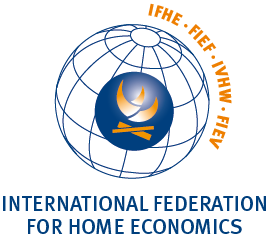 IFHE · FIEF · IVHW · FIEV
INTERNATIONAL FEDERATION
FOR HOME ECONOMICS